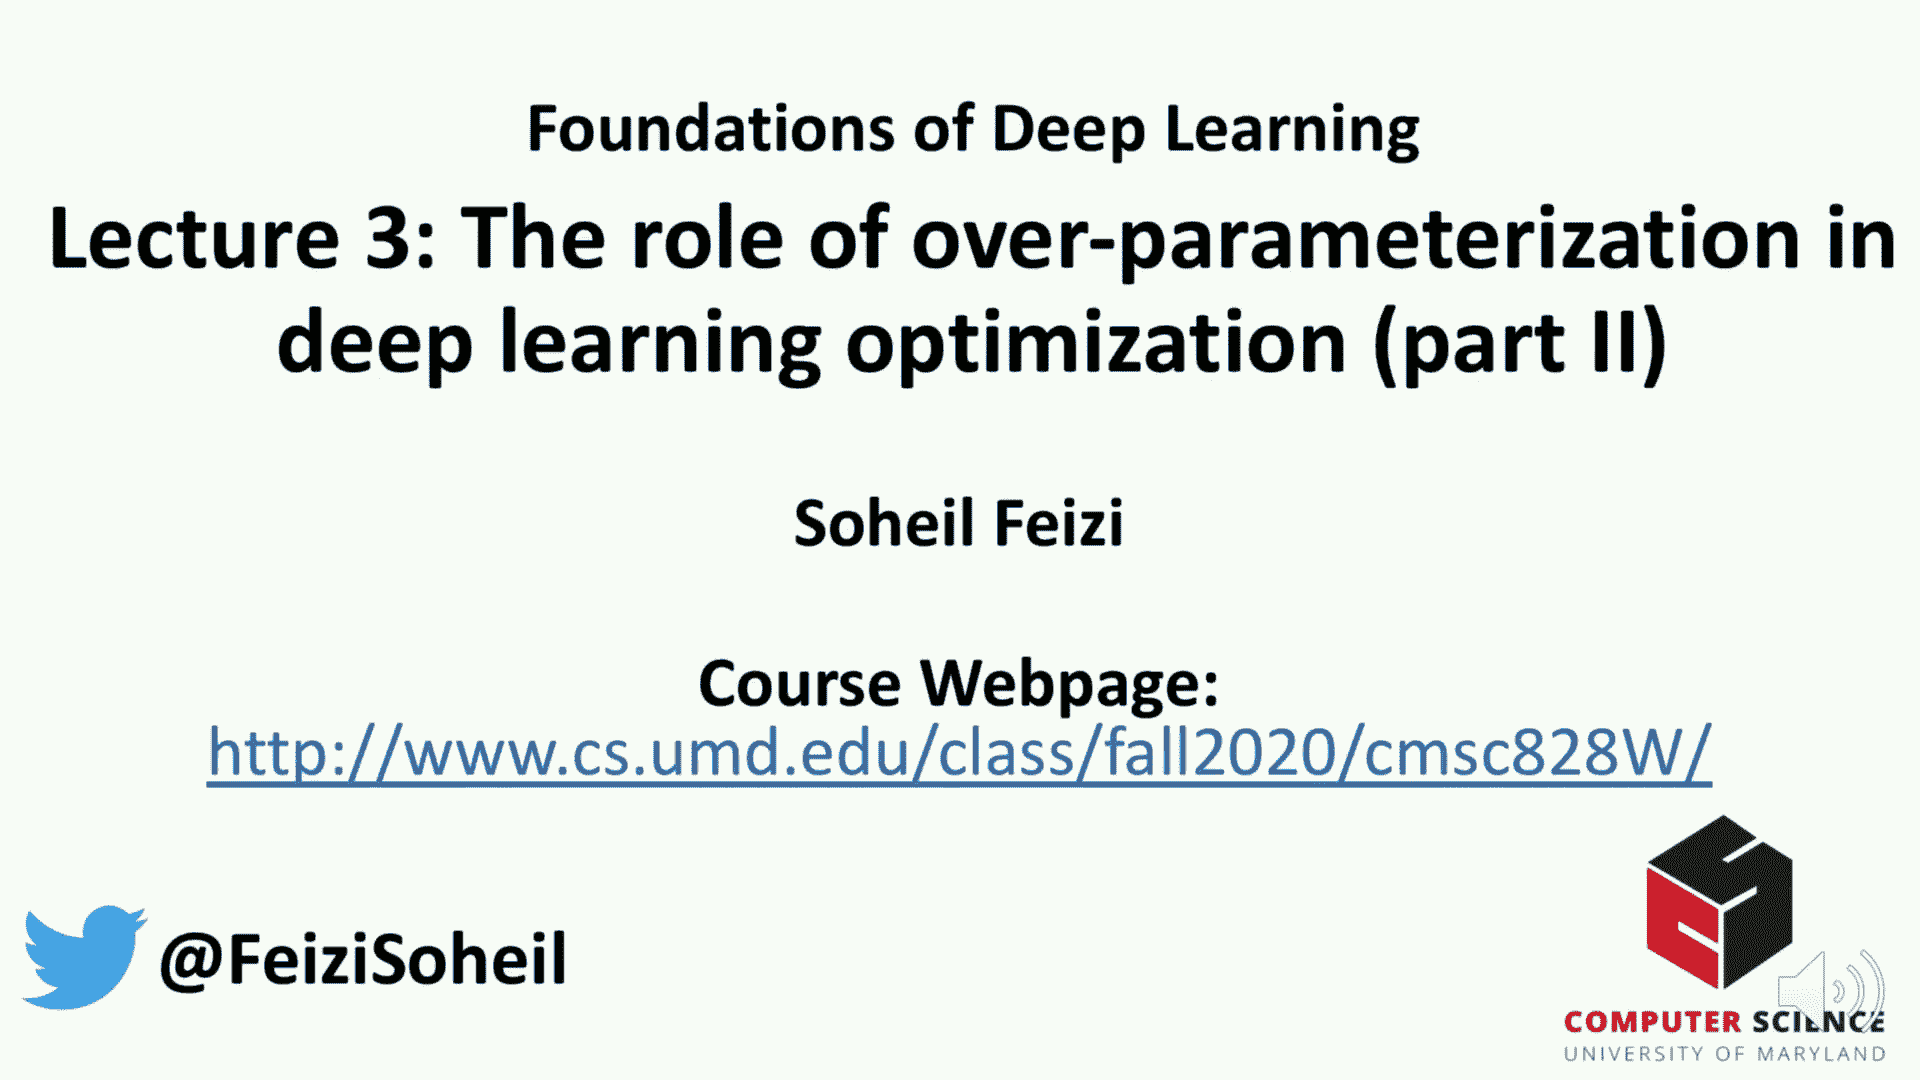 Foundations of Deep Learning
Lecture 3: The role of over-parameterization in
deep learning optimization (part II)
Soheil Feizi
Course Webpage:
http://www.cs.umd.edu/class/fall2020/cmsc828W/
@FeiziSoheil
COMPUTER SCIENCE
UNIVERSITY OF MARYLAND